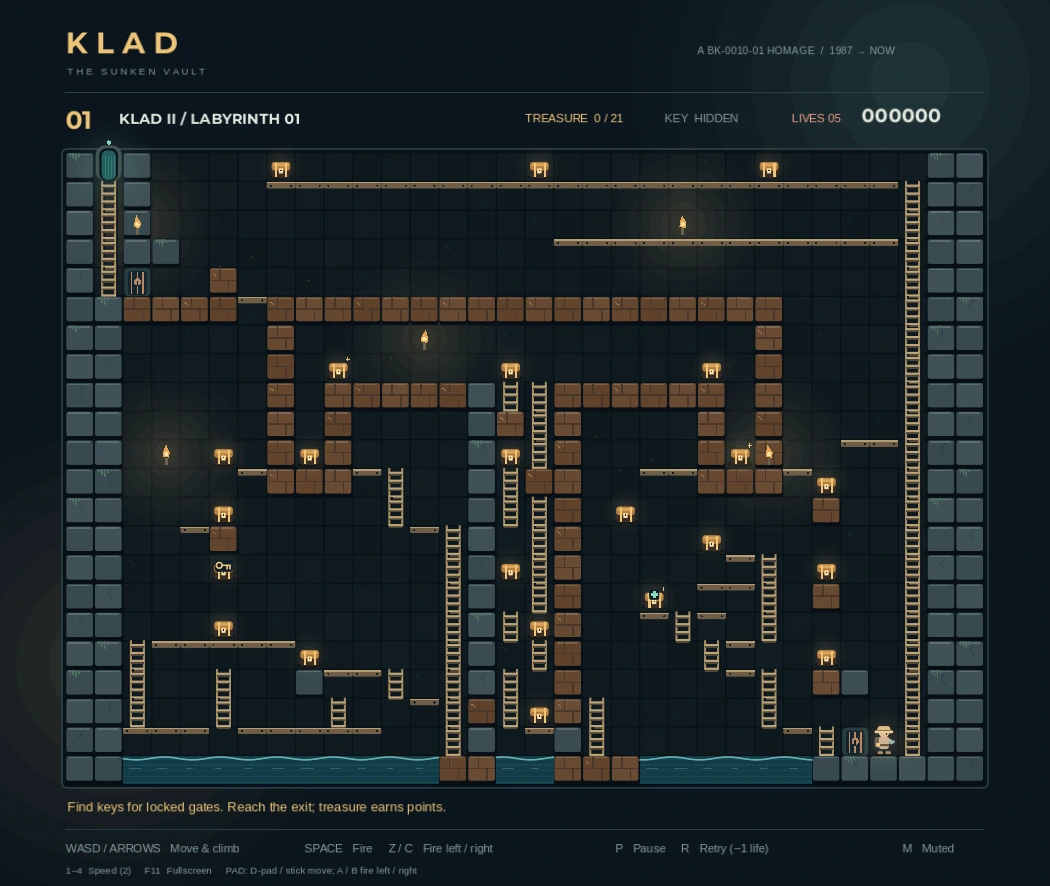 KLAD
THE SUNKEN VAULT
A BK-0010-01 HOMAGE / 1987 → NOW
01 KLAD II / LABYRINTH 01 TREASURE 0 / 21 KEY HIDDEN LIVES 05 000000
Find keys for locked gates. Reach the exit; treasure earns points.
WASD / ARROWS Move & climb SPACE Fire Z / C Fire left / right P Pause R Retry (−1 life) M Muted
1–4 Speed (2) F11 Fullscreen PAD: D-pad / stick move; A / B fire left / right